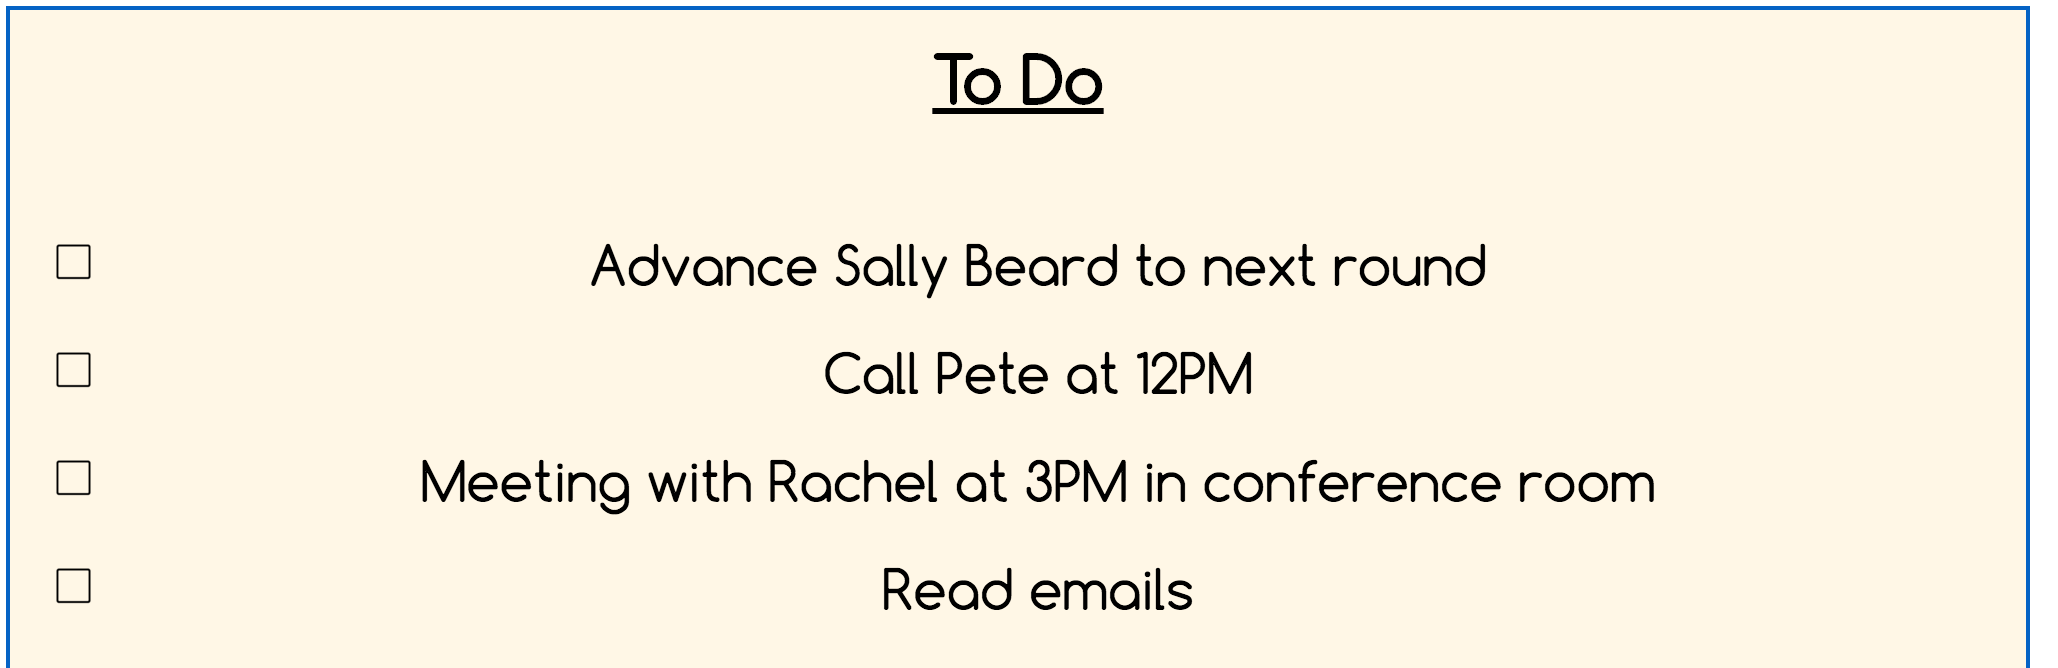 To Do
Advance Sally Beard to next round
Call Pete at 12PM
Meeting with Rachel at 3PM in conference room
Read emails